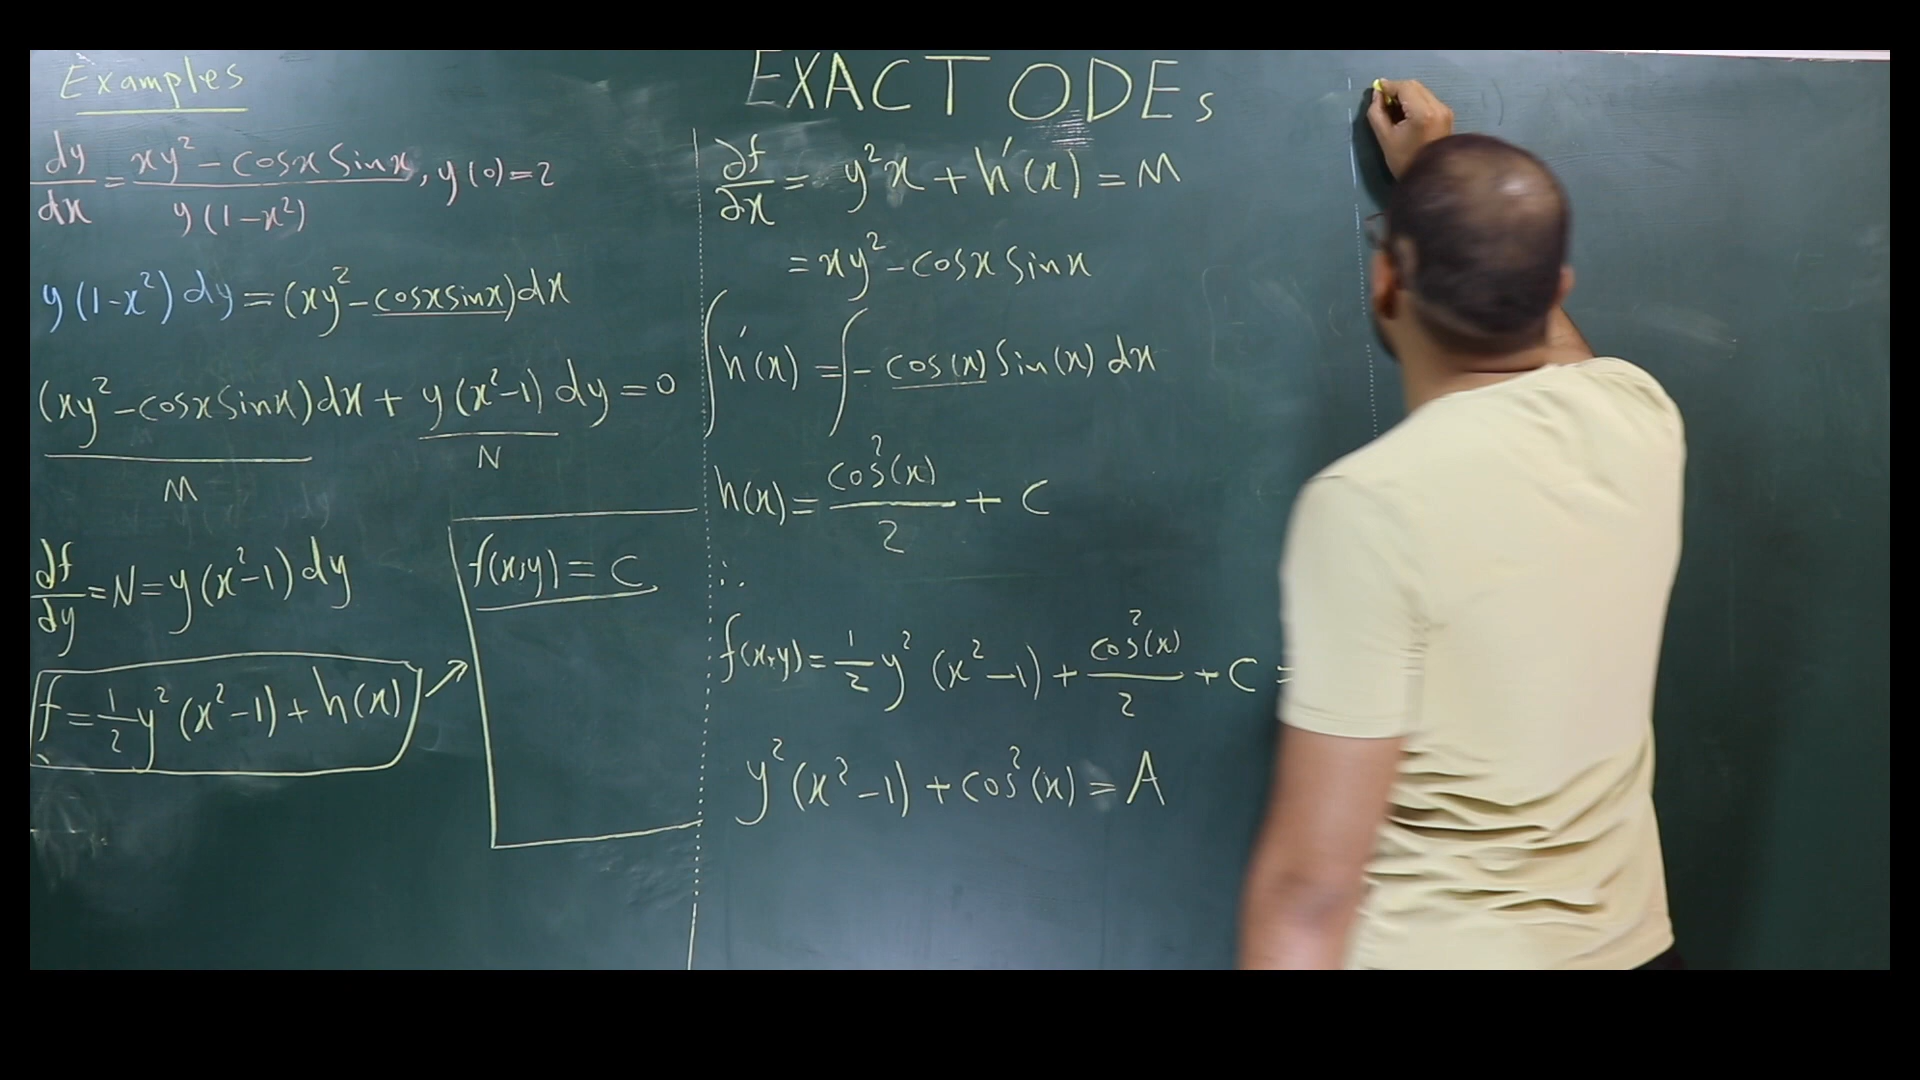 EXACT ODEs
Examples
dy/dx = (xy² - cosx sinx)/(y(1-x²)), y(0)=2
y(1-x²)dy = (xy² - cosxsinx)dx
(xy² - cosx sinx)dx + y(x²-1)dy = 0
M
N
df/dy = N = y(x²-1)dy
f = 1/2 y²(x²-1) + h(x)
f(x,y) = C
∂f/∂x = y²x + h'(x) = M
= xy² - cosx sinx
∫h'(x) = ∫- cos(x) sin(x) dx
h(x) = cos²(x)/2 + C
∴
f(x,y) = 1/2 y² (x²-1) + cos²(x)/2 + C =
y²(x²-1) + cos²(x) = A